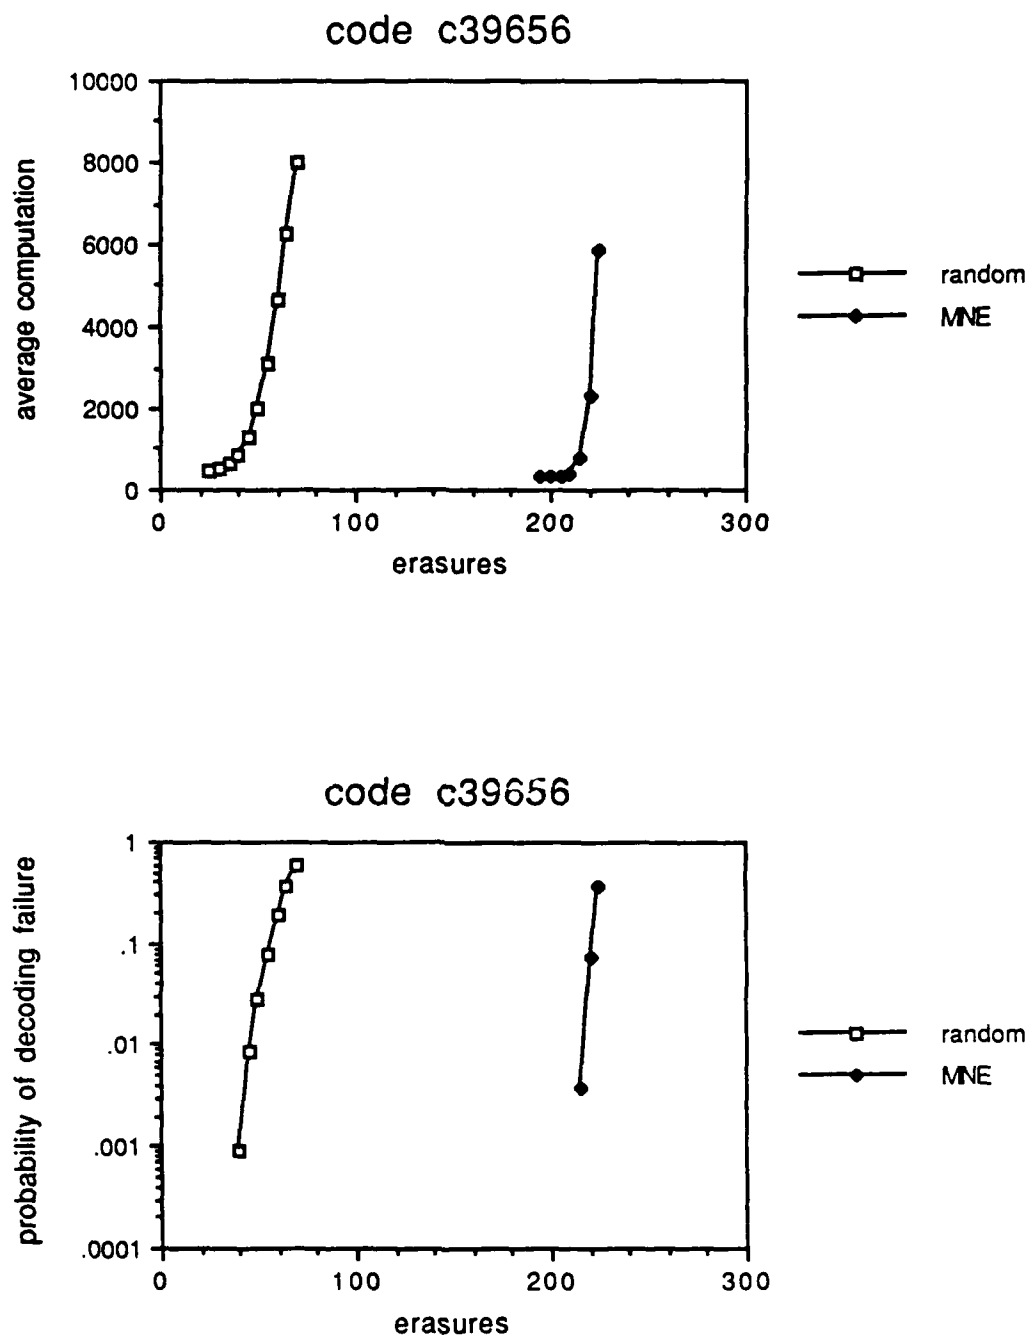 code c39656
10000
8000
6000
4000
2000
0
average computation
0 100 200 300
erasures
random
MNE
code c39656
1
.1
.01
.001
.0001
probability of decoding failure
0 100 200 300
erasures
random
MNE